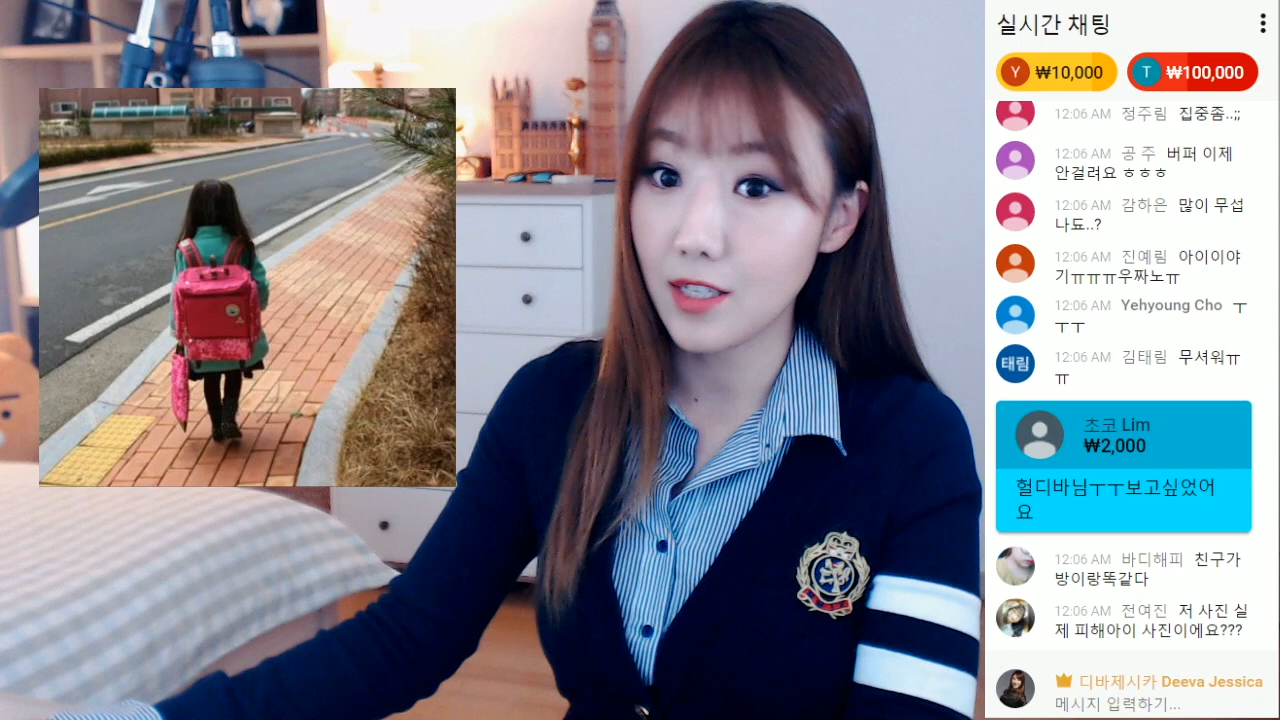 실시간 채팅
Y ₩10,000 T ₩100,000
12:06 AM 정주림 집중좀..;;
12:06 AM 공 주 버퍼 이제
안걸려요 ㅎㅎㅎ
12:06 AM 감하은 많이 무섭
나됴..?
12:06 AM 진예림 아이이야
기ㅠㅠㅠ우짜노ㅠ
12:06 AM Yehyoung Cho ㅜ
ㅜㅜ
태림 12:06 AM 김태림 무셔워ㅠ
ㅠ
초코 Lim
₩2,000
헐디바님ㅜㅜ보고싶었어
요
12:06 AM 바디해피 친구가
방이랑똑같다
12:06 AM 전여진 저 사진 실
제 피해아이 사진이에요???
디바제시카 Deeva Jessica
메시지 입력하기...